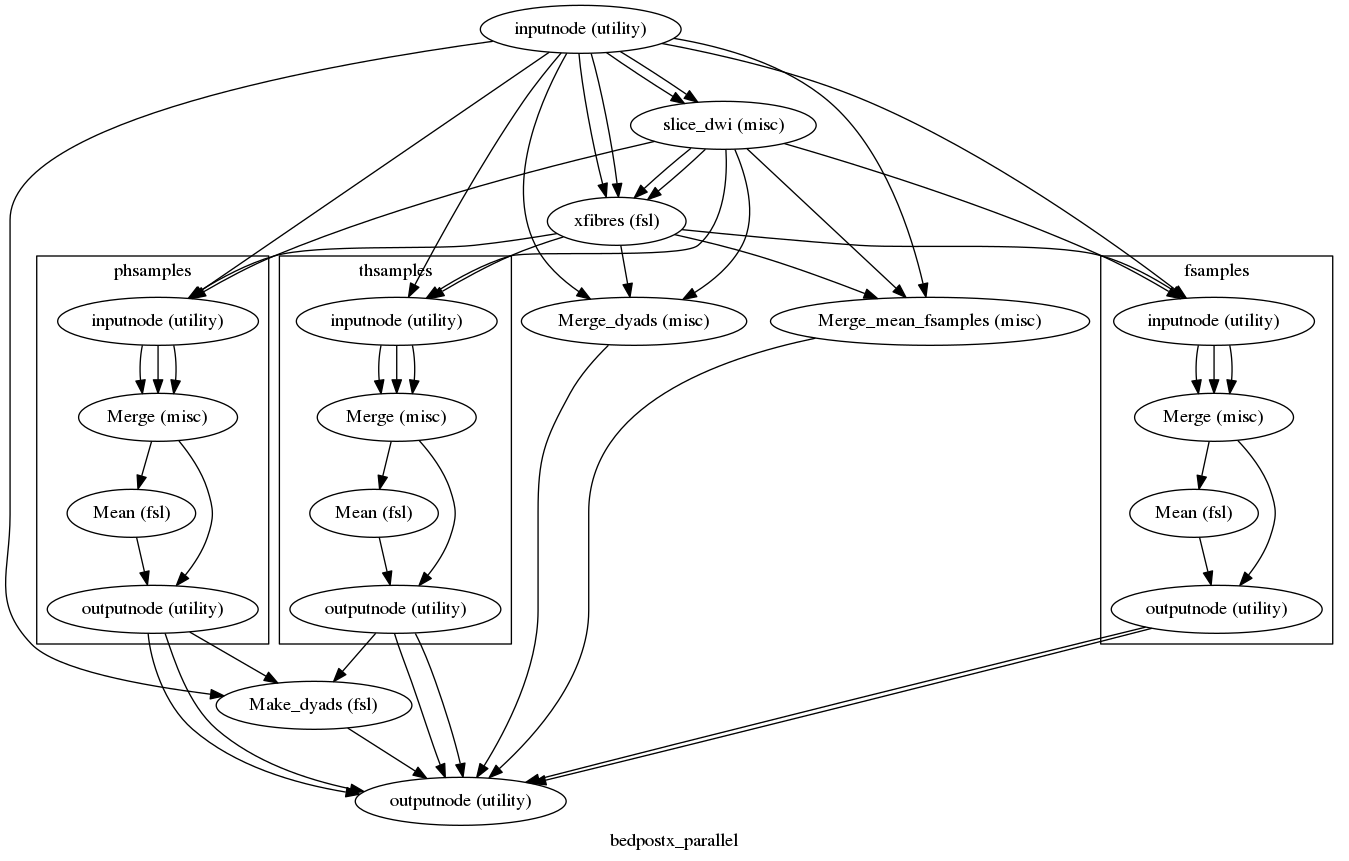 inputnode (utility)
slice_dwi (misc)
xfibres (fsl)
phsamples
thsamples
fsamples
inputnode (utility)
inputnode (utility)
Merge_dyads (misc)
Merge_mean_fsamples (misc)
inputnode (utility)
Merge (misc)
Merge (misc)
Merge (misc)
Mean (fsl)
Mean (fsl)
Mean (fsl)
outputnode (utility)
outputnode (utility)
outputnode (utility)
Make_dyads (fsl)
outputnode (utility)
bedpostx_parallel